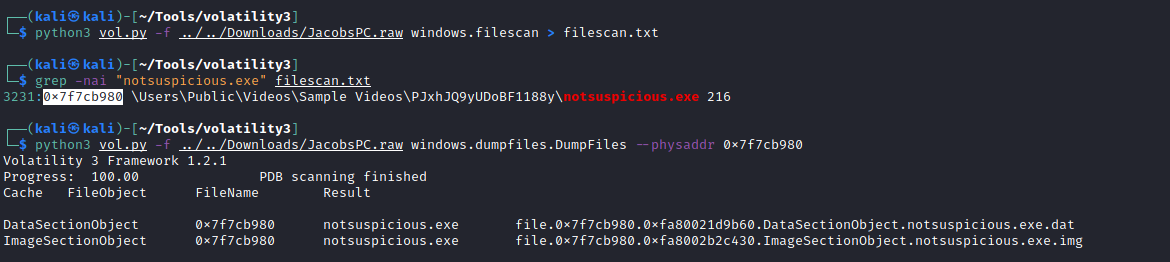 ┌──(kali㉿kali)-[~/Tools/volatility3]
└─$ python3 vol.py -f ../../Downloads/JacobsPC.raw windows.filescan > filescan.txt
┌──(kali㉿kali)-[~/Tools/volatility3]
└─$ grep -nai "notsuspicious.exe" filescan.txt
3231:0×7f7cb980 \Users\Public\Videos\Sample Videos\PJxhJQ9yUDoBF1188y\notsuspicious.exe 216
┌──(kali㉿kali)-[~/Tools/volatility3]
└─$ python3 vol.py -f ../../Downloads/JacobsPC.raw windows.dumpfiles.DumpFiles --physaddr 0×7f7cb980
Volatility 3 Framework 1.2.1
Progress:  100.00               PDB scanning finished
Cache   FileObject      FileName        Result
DataSectionObject       0×7f7cb980      notsuspicious.exe       file.0×7f7cb980.0×fa80021d9b60.DataSectionObject.notsuspicious.exe.dat
ImageSectionObject      0×7f7cb980      notsuspicious.exe       file.0×7f7cb980.0×fa8002b2c430.ImageSectionObject.notsuspicious.exe.img